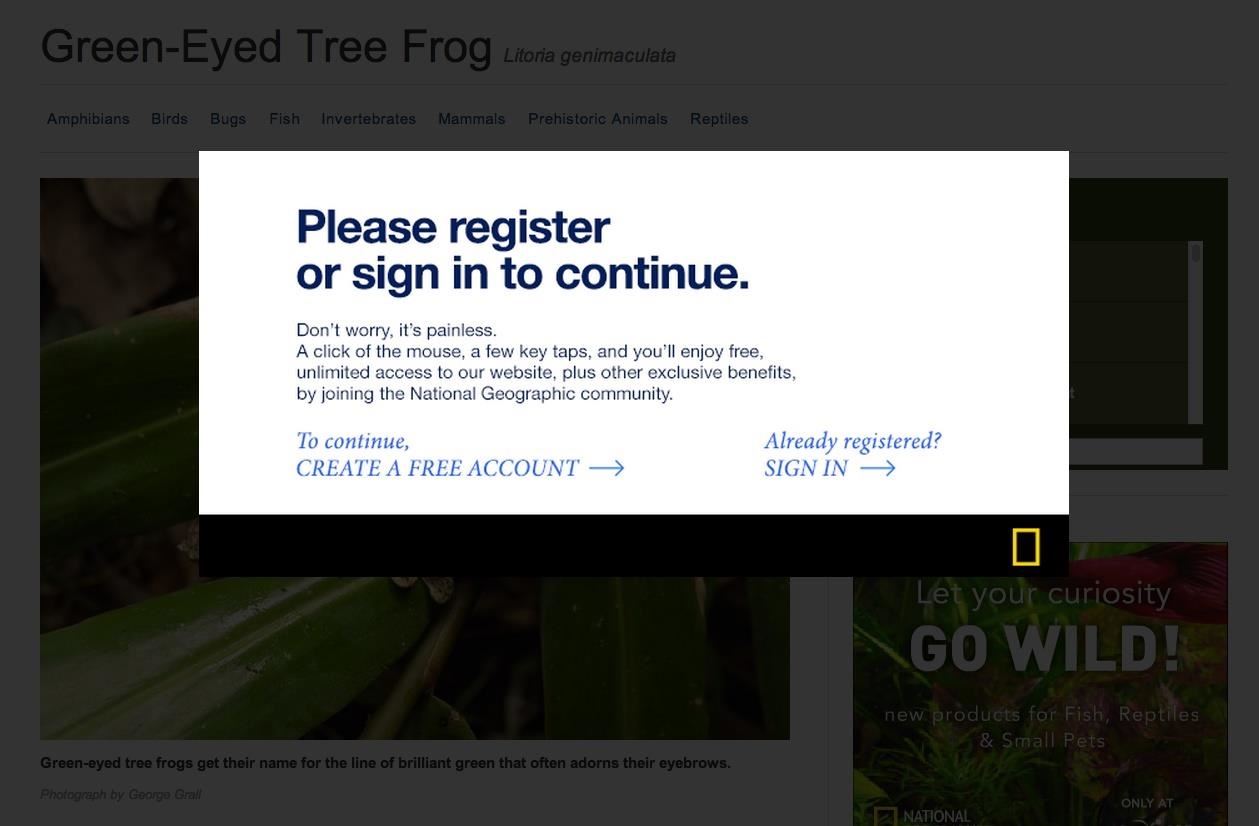 Green-Eyed Tree Frog Litoria genimaculata
Amphibians Birds Bugs Fish Invertebrates Mammals Prehistoric Animals Reptiles
Please register
or sign in to continue.
Don't worry, it's painless.
A click of the mouse, a few key taps, and you'll enjoy free,
unlimited access to our website, plus other exclusive benefits,
by joining the National Geographic community.
To continue,
CREATE A FREE ACCOUNT
Already registered?
SIGN IN
Let your curiosity
GO WILD!
new products for Fish, Reptiles
& Small Pets
NATIONAL
ONLY AT
Green-eyed tree frogs get their name for the line of brilliant green that often adorns their eyebrows.
Photograph by George Grall